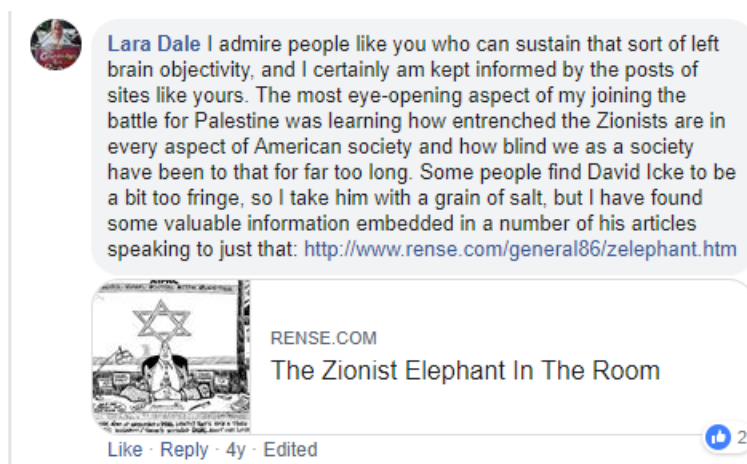 Lara Dale I admire people like you who can sustain that sort of left
brain objectivity, and I certainly am kept informed by the posts of
sites like yours. The most eye-opening aspect of my joining the
battle for Palestine was learning how entrenched the Zionists are in
every aspect of American society and how blind we as a society
have been to that for far too long. Some people find David Icke to be
a bit too fringe, so I take him with a grain of salt, but I have found
some valuable information embedded in a number of his articles
speaking to just that: http://www.rense.com/general86/zelephant.htm
RENSE.COM
The Zionist Elephant In The Room
Like · Reply · 4y · Edited
2